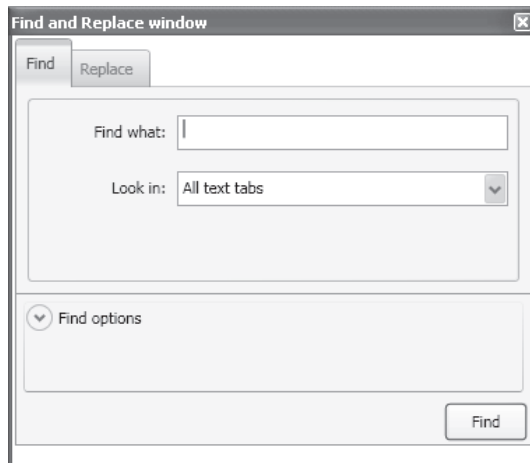 Find and Replace window
Find Replace
Find what:
Look in: All text tabs
Find options
Find